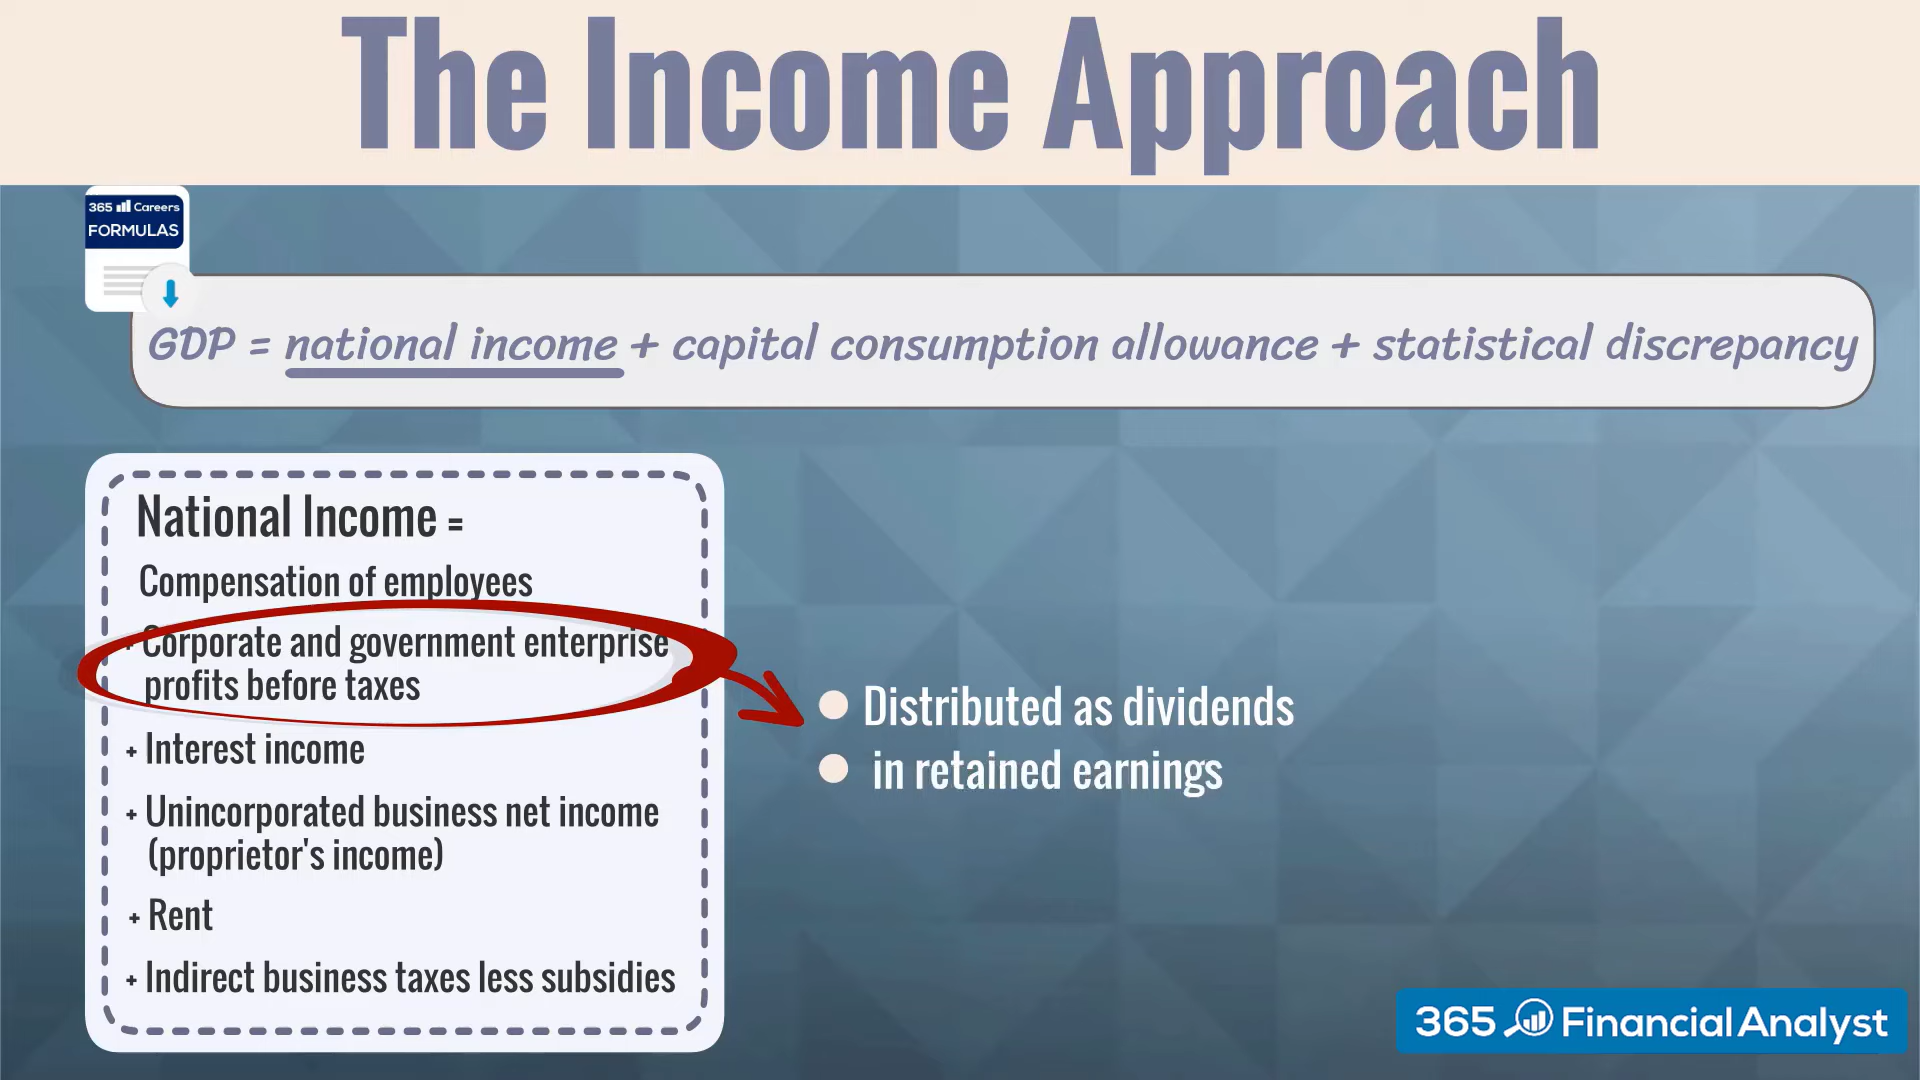 The Income Approach
365 Careers
FORMULAS
GDP = national income + capital consumption allowance + statistical discrepancy
National Income =
Compensation of employees
+ Corporate and government enterprise
profits before taxes
+ Interest income
+ Unincorporated business net income
(proprietor's income)
+ Rent
+ Indirect business taxes less subsidies
Distributed as dividends
in retained earnings
365 Financial Analyst